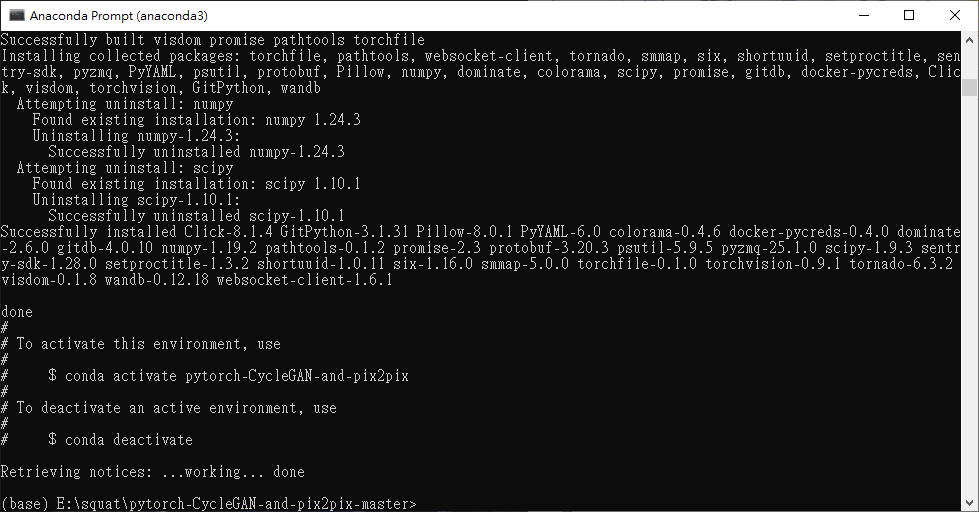 Anaconda Prompt (anaconda3)
Successfully built visdom promise pathtools torchfile
Installing collected packages: torchfile, pathtools, websocket-client, tornado, smmap, six, shortuuid, setproctitle, sen
try-sdk, pyzmq, PyYAML, psutil, protobuf, Pillow, numpy, dominate, colorama, scipy, promise, gitdb, docker-pycreds, Clic
k, visdom, torchvision, GitPython, wandb
  Attempting uninstall: numpy
    Found existing installation: numpy 1.24.3
    Uninstalling numpy-1.24.3:
      Successfully uninstalled numpy-1.24.3
  Attempting uninstall: scipy
    Found existing installation: scipy 1.10.1
    Uninstalling scipy-1.10.1:
      Successfully uninstalled scipy-1.10.1
Successfully installed Click-8.1.4 GitPython-3.1.31 Pillow-8.0.1 PyYAML-6.0 colorama-0.4.6 docker-pycreds-0.4.0 dominate
-2.6.0 gitdb-4.0.10 numpy-1.19.2 pathtools-0.1.2 promise-2.3 protobuf-3.20.3 psutil-5.9.5 pyzmq-25.1.0 scipy-1.9.3 sentr
y-sdk-1.28.0 setproctitle-1.3.2 shortuuid-1.0.11 six-1.16.0 smmap-5.0.0 torchfile-0.1.0 torchvision-0.9.1 tornado-6.3.2
visdom-0.1.8 wandb-0.12.18 websocket-client-1.6.1
done
#
# To activate this environment, use
#
#     $ conda activate pytorch-CycleGAN-and-pix2pix
#
# To deactivate an active environment, use
#
#     $ conda deactivate
Retrieving notices: ...working... done
(base) E:\squat\pytorch-CycleGAN-and-pix2pix-master>